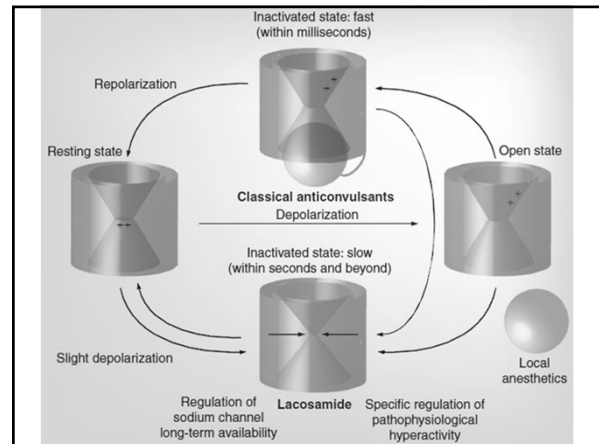 Inactivated state: fast
(within milliseconds)
Repolarization
Resting state
Open state
++
++
++
Classical anticonvulsants
Depolarization
Inactivated state: slow
(within seconds and beyond)
Slight depolarization
Local
anesthetics
Regulation of
sodium channel
long-term availability
Lacosamide
Specific regulation of
pathophysiological
hyperactivity